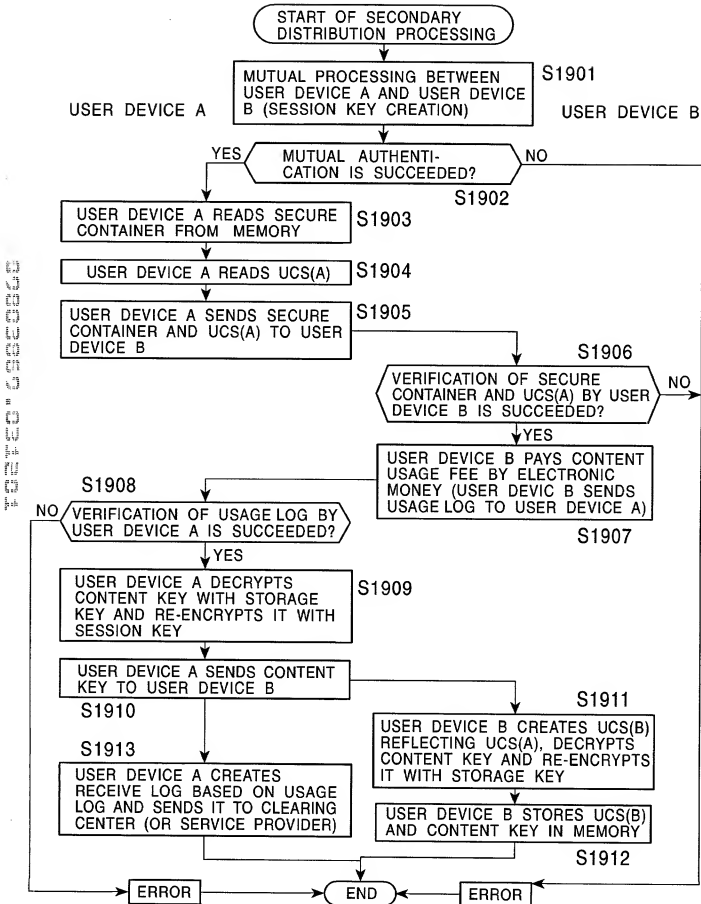 START OF SECONDARY
DISTRIBUTION PROCESSING
S1901
MUTUAL PROCESSING BETWEEN
USER DEVICE A AND USER DEVICE
B (SESSION KEY CREATION)
USER DEVICE A
USER DEVICE B
YES
MUTUAL AUTHENTI-
CATION IS SUCCEEDED?
NO
S1902
USER DEVICE A READS SECURE
CONTAINER FROM MEMORY
S1903
USER DEVICE A READS UCS(A)
S1904
USER DEVICE A SENDS SECURE
CONTAINER AND UCS(A) TO USER
DEVICE B
S1905
S1906
VERIFICATION OF SECURE
CONTAINER AND UCS(A) BY USER
DEVICE B IS SUCCEEDED?
NO
YES
USER DEVICE B PAYS CONTENT
USAGE FEE BY ELECTRONIC
MONEY (USER DEVIC B SENDS
USAGE LOG TO USER DEVICE A)
S1907
S1908
NO
VERIFICATION OF USAGE LOG BY
USER DEVICE A IS SUCCEEDED?
YES
USER DEVICE A DECRYPTS
CONTENT KEY WITH STORAGE
KEY AND RE-ENCRYPTS IT WITH
SESSION KEY
S1909
USER DEVICE A SENDS CONTENT
KEY TO USER DEVICE B
S1910
S1911
USER DEVICE B CREATES UCS(B)
REFLECTING UCS(A), DECRYPTS
CONTENT KEY AND RE-ENCRYPTS
IT WITH STORAGE KEY
S1913
USER DEVICE A CREATES
RECEIVE LOG BASED ON USAGE
LOG AND SENDS IT TO CLEARING
CENTER (OR SERVICE PROVIDER)
USER DEVICE B STORES UCS(B)
AND CONTENT KEY IN MEMORY
S1912
ERROR
END
ERROR